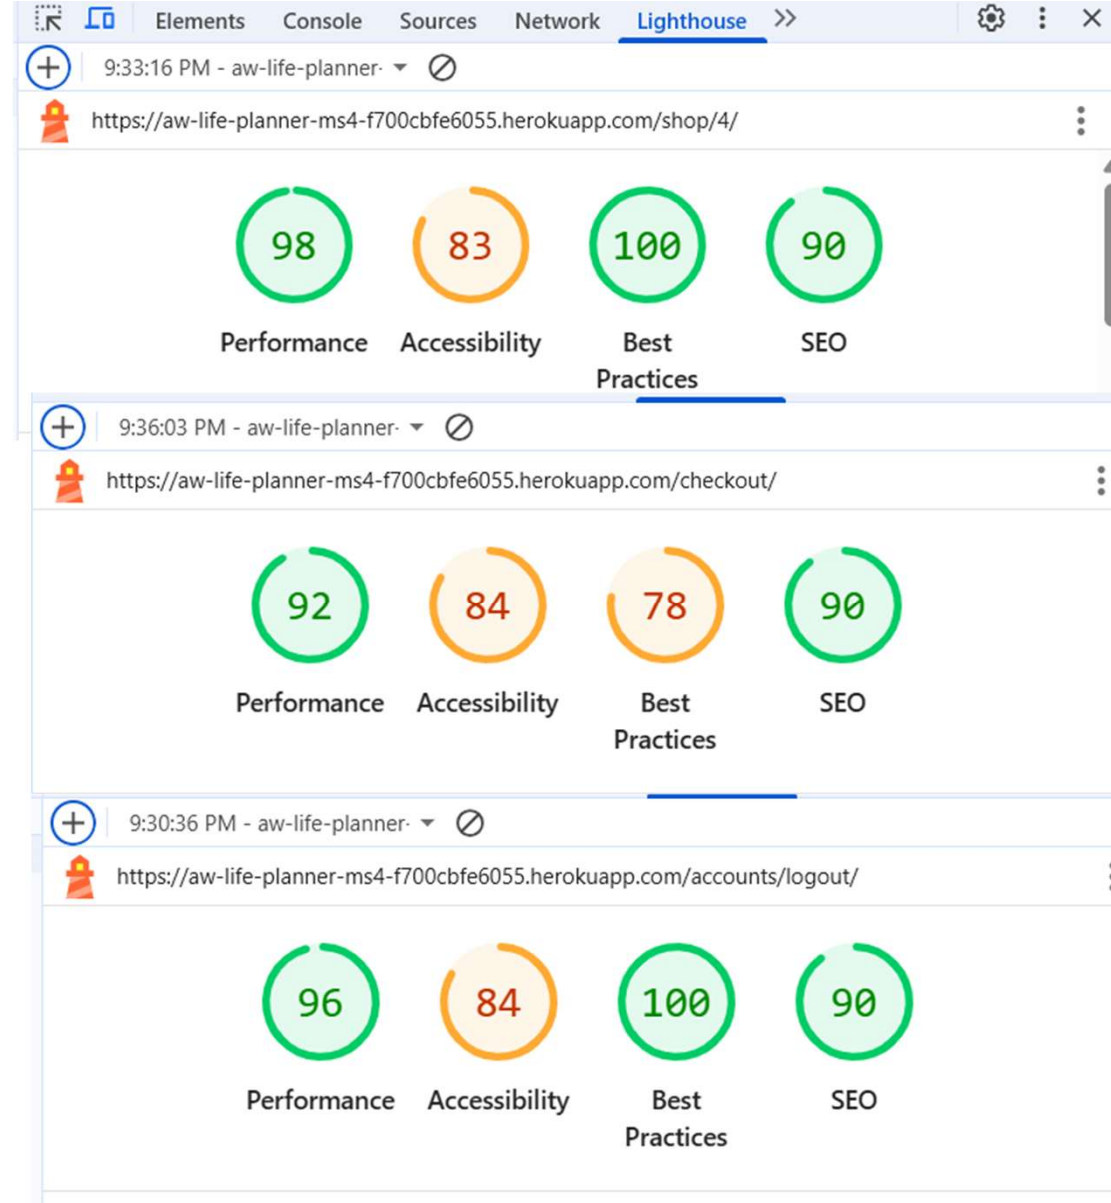 Elements Console Sources Network Lighthouse
9:33:16 PM - aw-life-planner-
https://aw-life-planner-ms4-f700cbfe6055.herokuapp.com/shop/4/
98 83 100 90
Performance Accessibility Best Practices SEO
9:36:03 PM - aw-life-planner-
https://aw-life-planner-ms4-f700cbfe6055.herokuapp.com/checkout/
92 84 78 90
Performance Accessibility Best Practices SEO
9:30:36 PM - aw-life-planner-
https://aw-life-planner-ms4-f700cbfe6055.herokuapp.com/accounts/logout/
96 84 100 90
Performance Accessibility Best Practices SEO